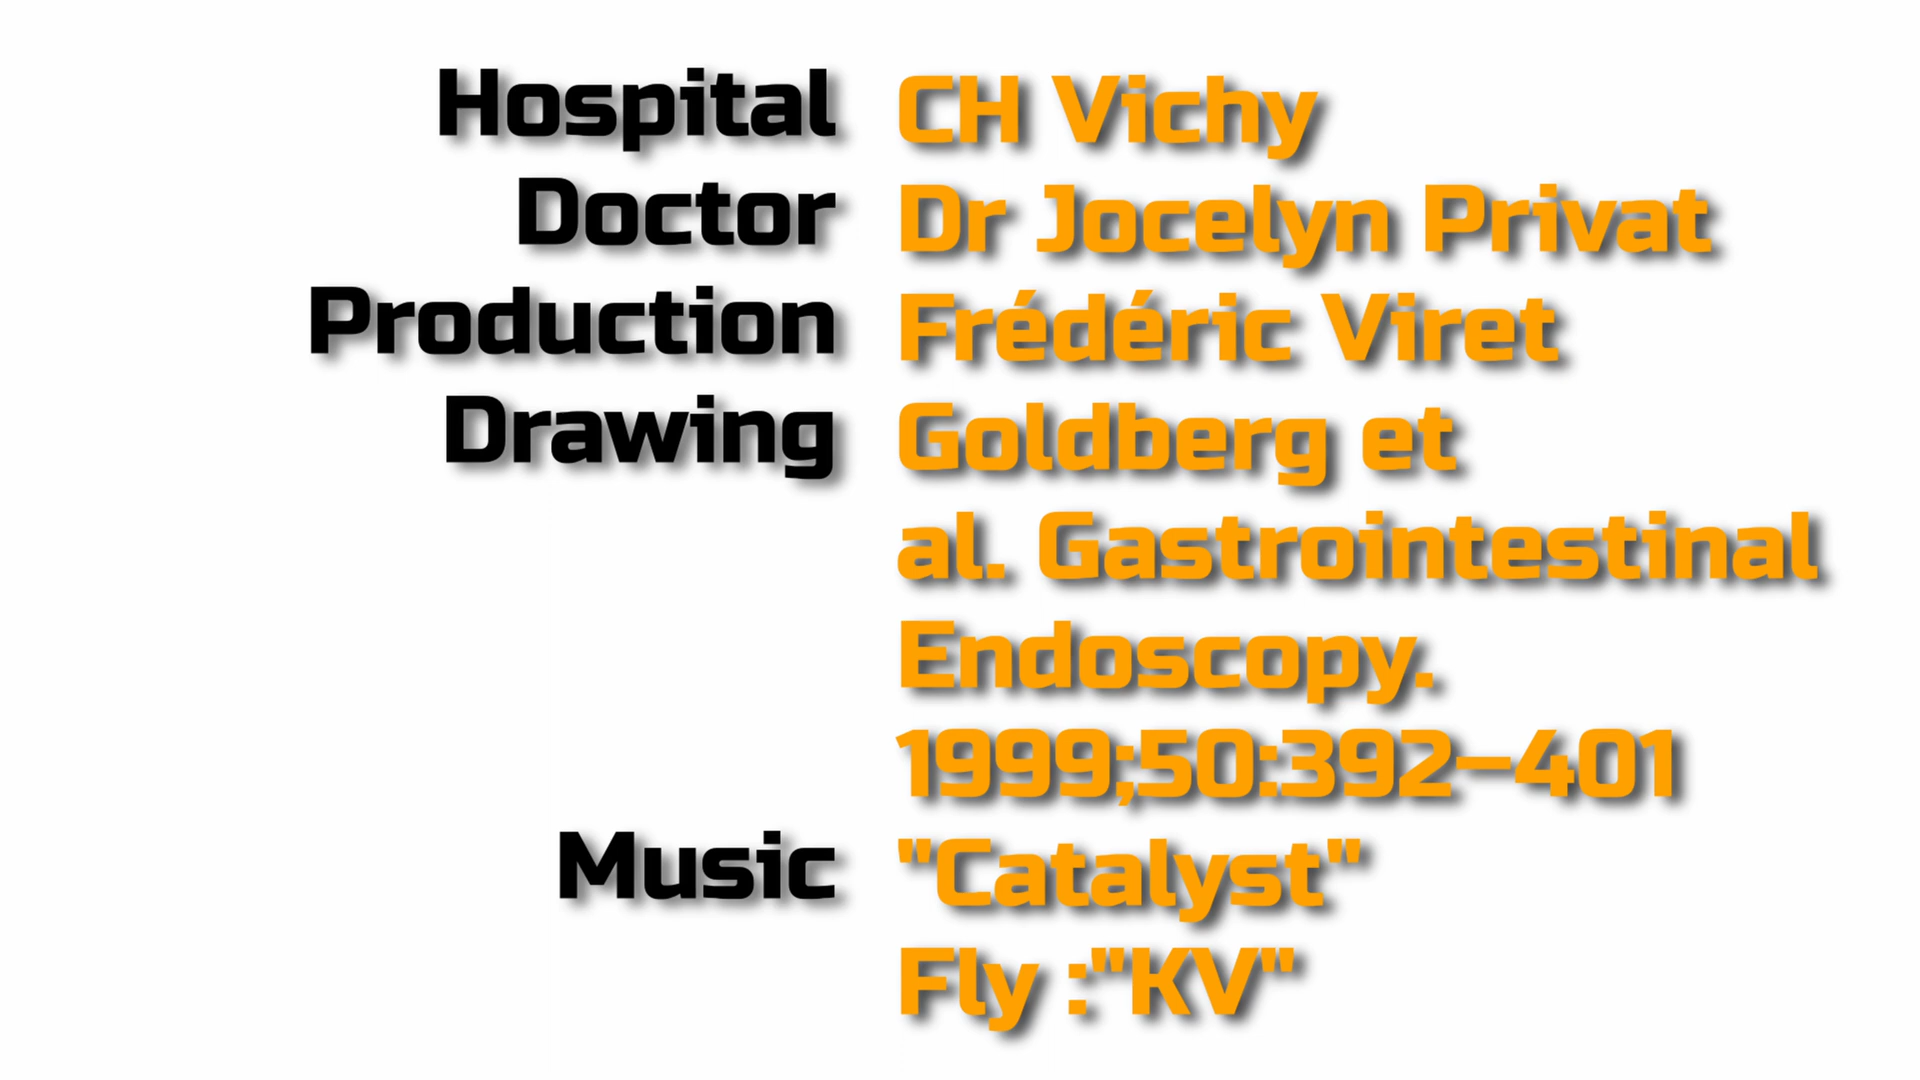 Hospital CH Vichy
Doctor Dr Jocelyn Privat
Production Frédéric Viret
Drawing Goldberg et
al. Gastrointestinal
Endoscopy.
1999;50:392–401
Music "Catalyst"
Fly :"KV"